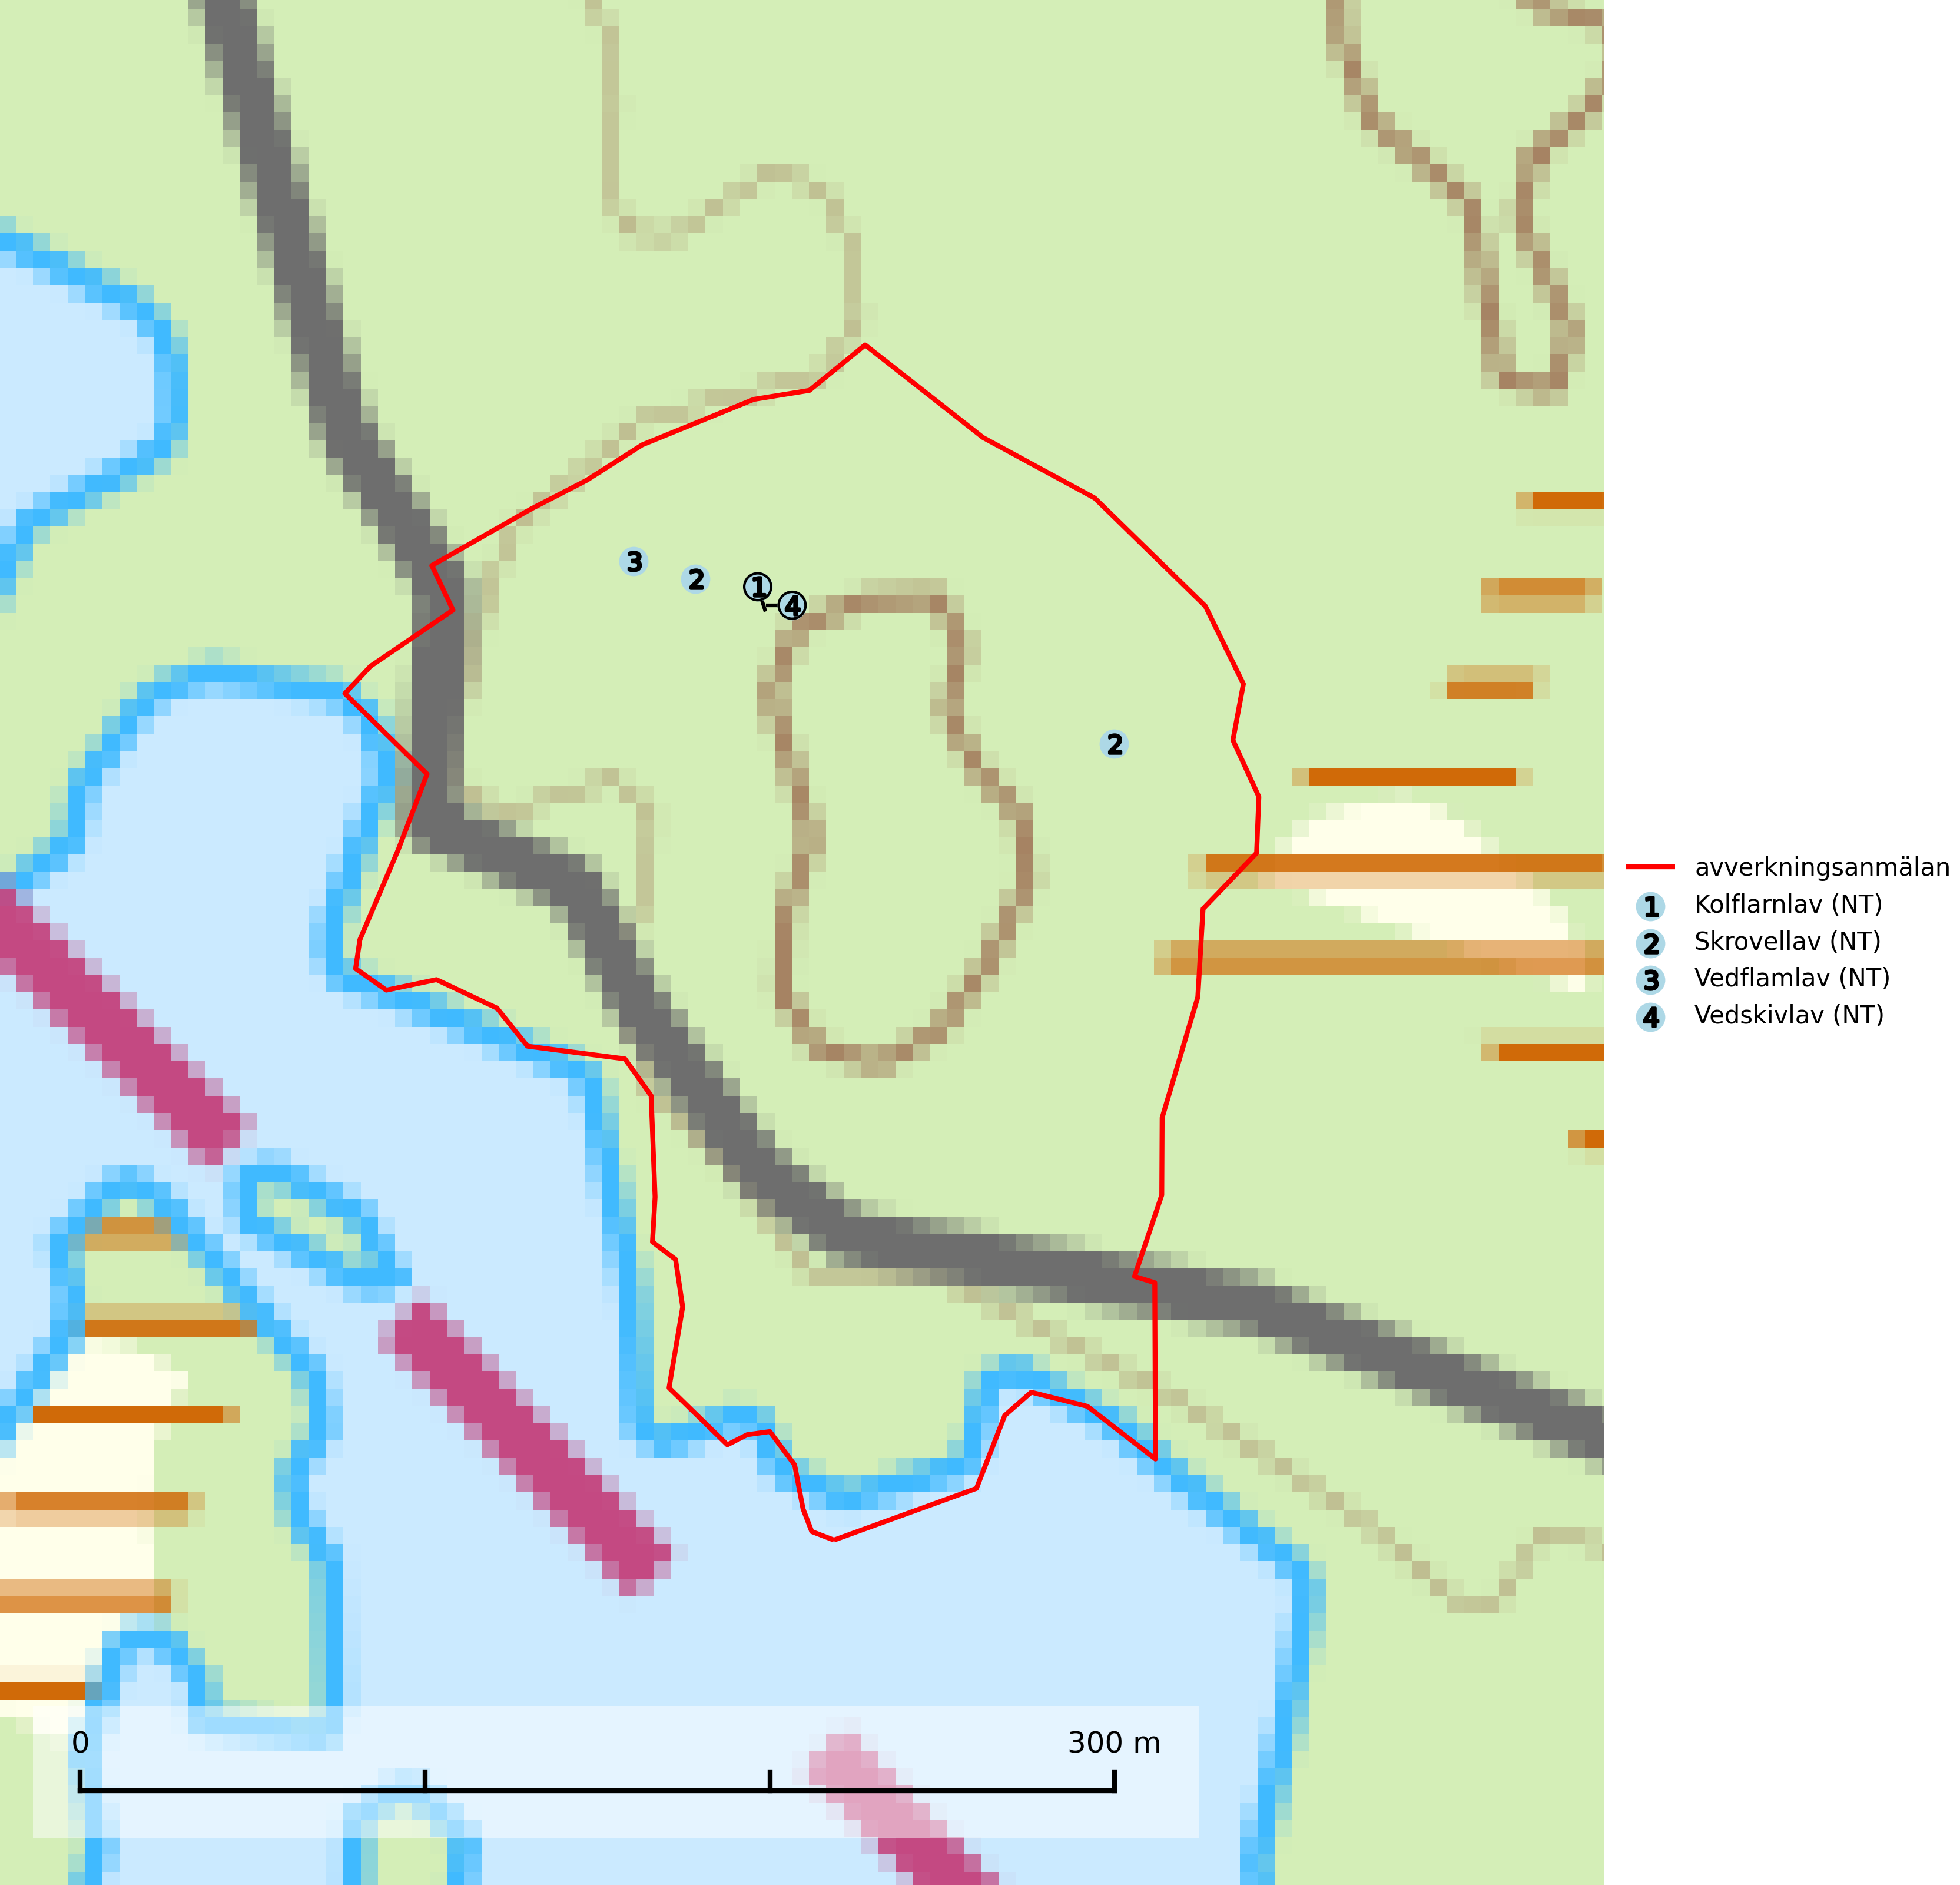 3
2
1
4
2
avverkningsanmälan
1 Kolflarnlav (NT)
2 Skrovellav (NT)
3 Vedflamlav (NT)
4 Vedskivlav (NT)
0 300 m